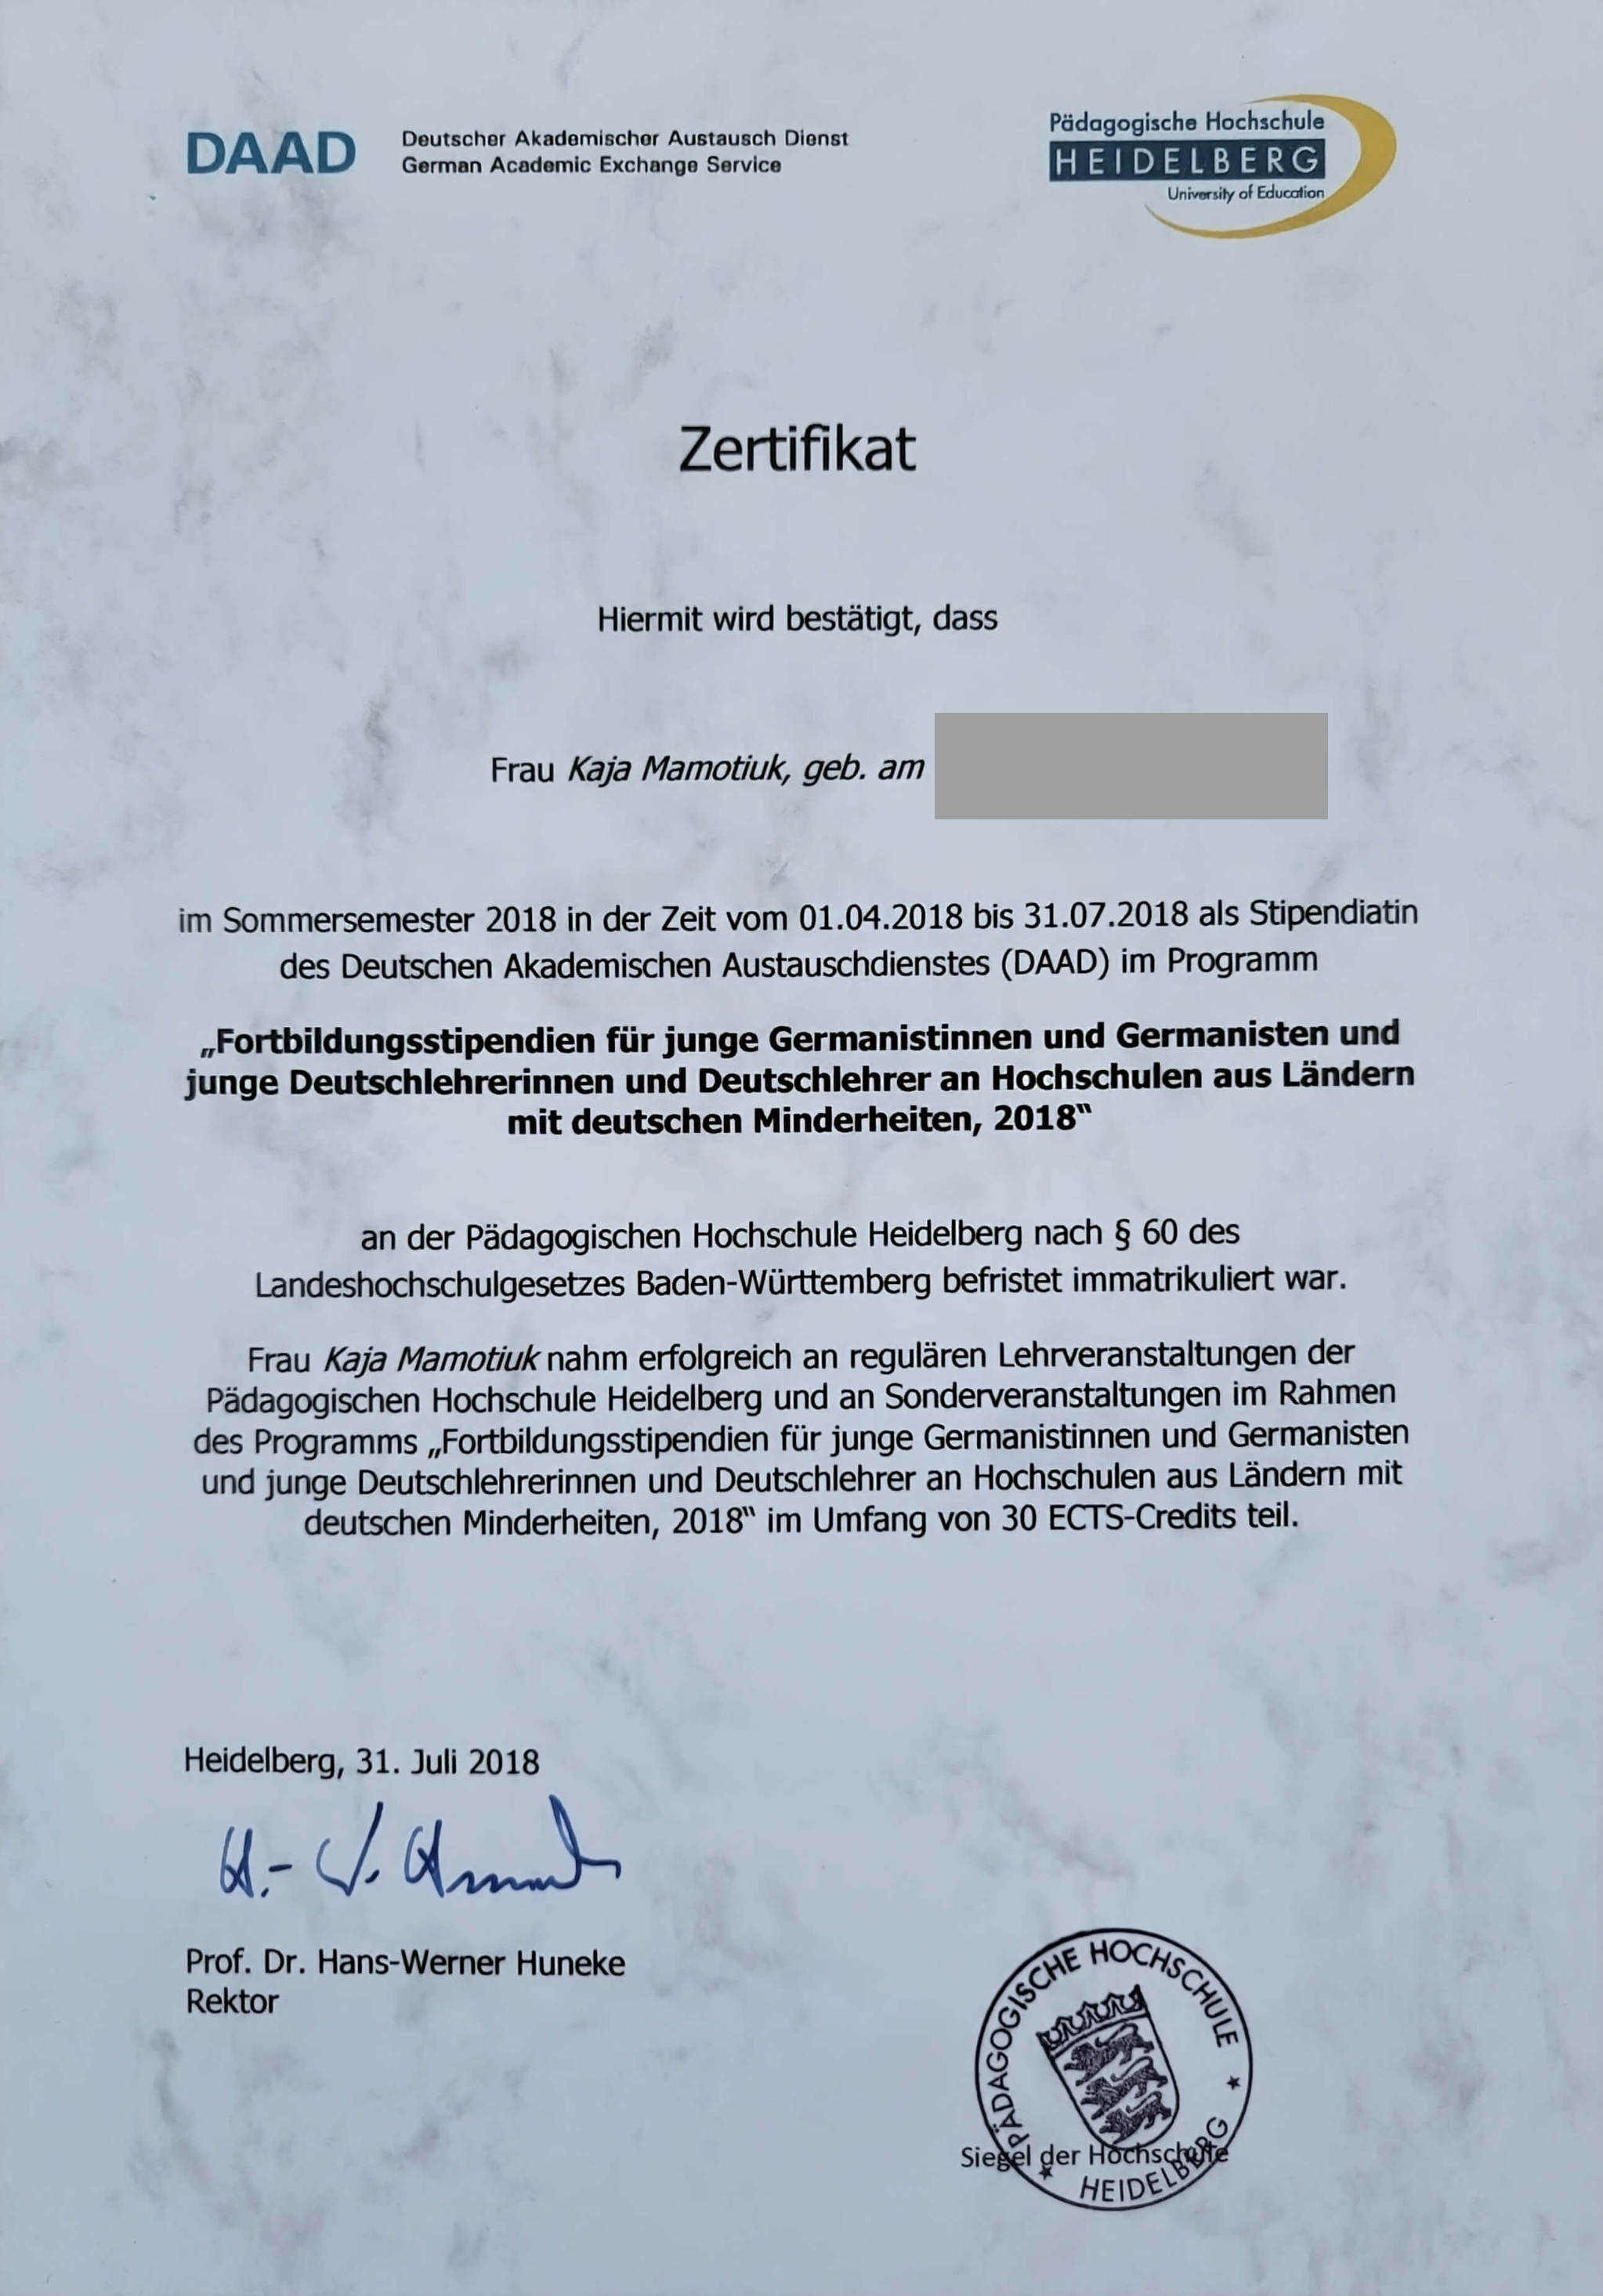 DAAD
Deutscher Akademischer Austausch Dienst
German Academic Exchange Service
Pädagogische Hochschule
HEIDELBERG
University of Education
Zertifikat
Hiermit wird bestätigt, dass
Frau Kaja Mamotiuk, geb. am
im Sommersemester 2018 in der Zeit vom 01.04.2018 bis 31.07.2018 als Stipendiatin
des Deutschen Akademischen Austauschdienstes (DAAD) im Programm
„Fortbildungsstipendien für junge Germanistinnen und Germanisten und
junge Deutschlehrerinnen und Deutschlehrer an Hochschulen aus Ländern
mit deutschen Minderheiten, 2018“
an der Pädagogischen Hochschule Heidelberg nach § 60 des
Landeshochschulgesetzes Baden-Württemberg befristet immatrikuliert war.
Frau Kaja Mamotiuk nahm erfolgreich an regulären Lehrveranstaltungen der
Pädagogischen Hochschule Heidelberg und an Sonderveranstaltungen im Rahmen
des Programms „Fortbildungsstipendien für junge Germanistinnen und Germanisten
und junge Deutschlehrerinnen und Deutschlehrer an Hochschulen aus Ländern mit
deutschen Minderheiten, 2018“ im Umfang von 30 ECTS-Credits teil.
Heidelberg, 31. Juli 2018
Prof. Dr. Hans-Werner Huneke
Rektor
PÄDAGOGISCHE HOCHSCHULE
HEIDELBERG
Siegel der Hochschule